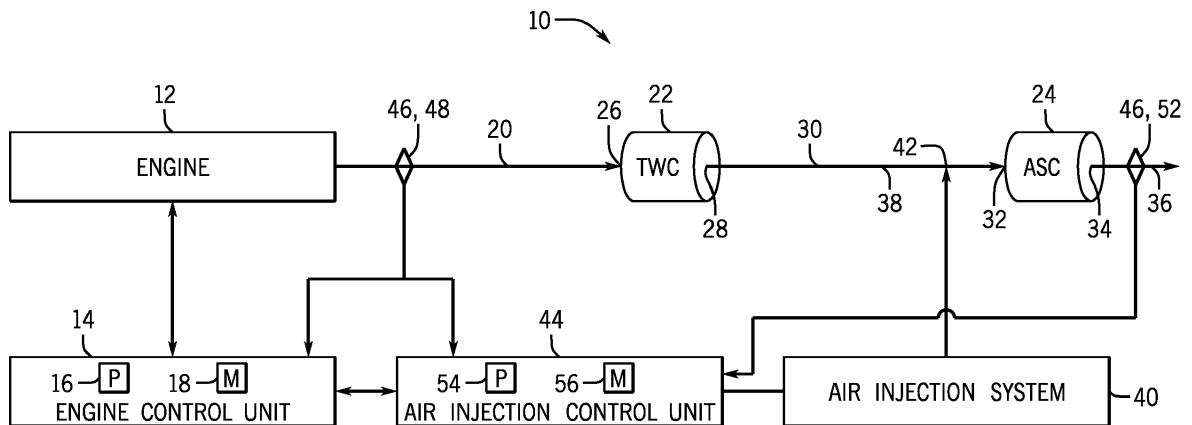 10
12
46, 48
20
26
22
30
42
24
46, 52
ENGINE
TWC
ASC
28
38
32
34
36
14
44
16 P
18 M
54 P
56 M
ENGINE CONTROL UNIT
AIR INJECTION CONTROL UNIT
AIR INJECTION SYSTEM
40